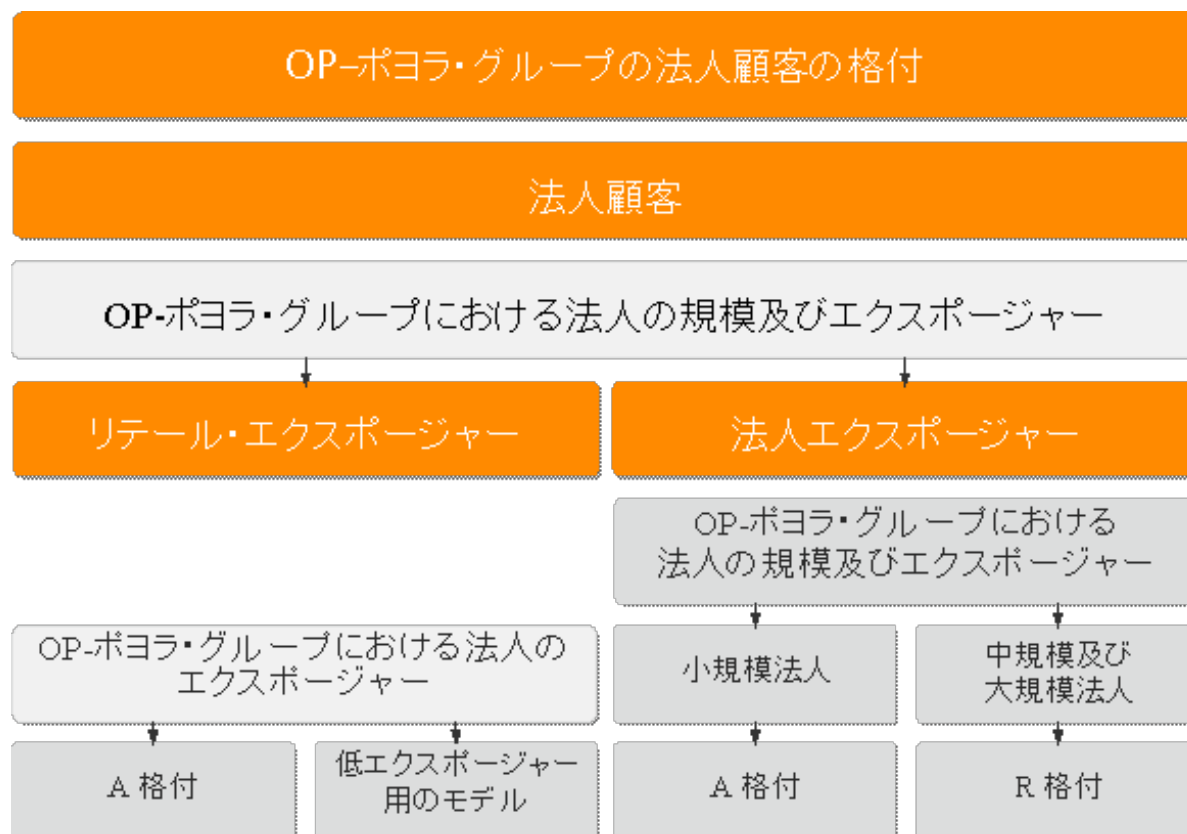 OP–ポヨラ・グループの法人顧客の格付
法人顧客
OP-ポヨラ・グループにおける法人の規模及びエクスポージャー
リテール・エクスポージャー
法人エクスポージャー
OP-ポヨラ・グループにおける
法人の規模及びエクスポージャー
OP-ポヨラ・グループにおける法人の
エクスポージャー
小規模法人
中規模及び
大規模法人
A 格付
低エクスポージャー
用のモデル
A 格付
R 格付